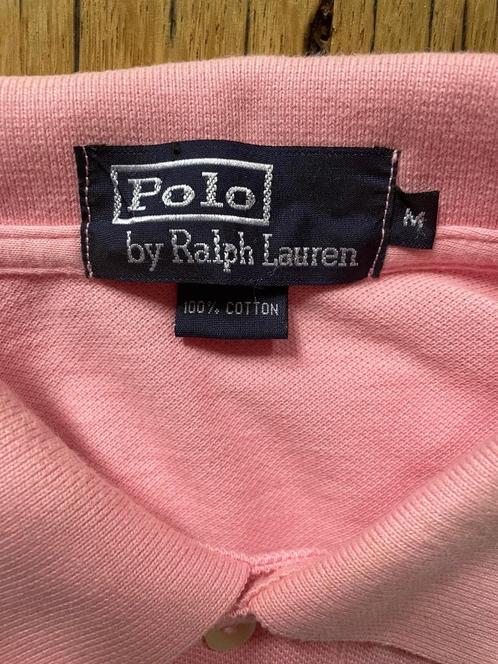 Polo
by Ralph Lauren
M
100% COTTON